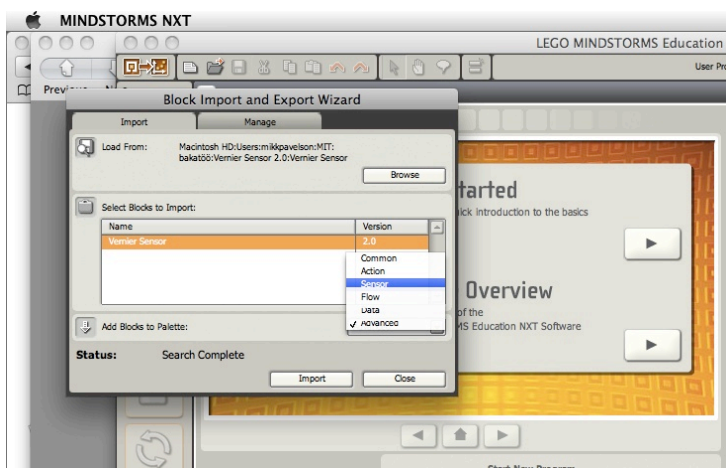 MINDSTORMS NXT
LEGO MINDSTORMS Education
User Pro
Block Import and Export Wizard
Import
Manage
Load From:
Macintosh HD:Users:mikkpavelson:MIT:
bakatöö:Vernier Sensor 2.0:Vernier Sensor
Browse
Select Blocks to Import:
Name
Version
Vernier Sensor
2.0
Common
Action
Sensor
Flow
Data
Advanced
Add Blocks to Palette:
Status:
Search Complete
Import
Close
tarted
ick introduction to the basics
Overview
of the
MS Education NXT Software
Start New Program